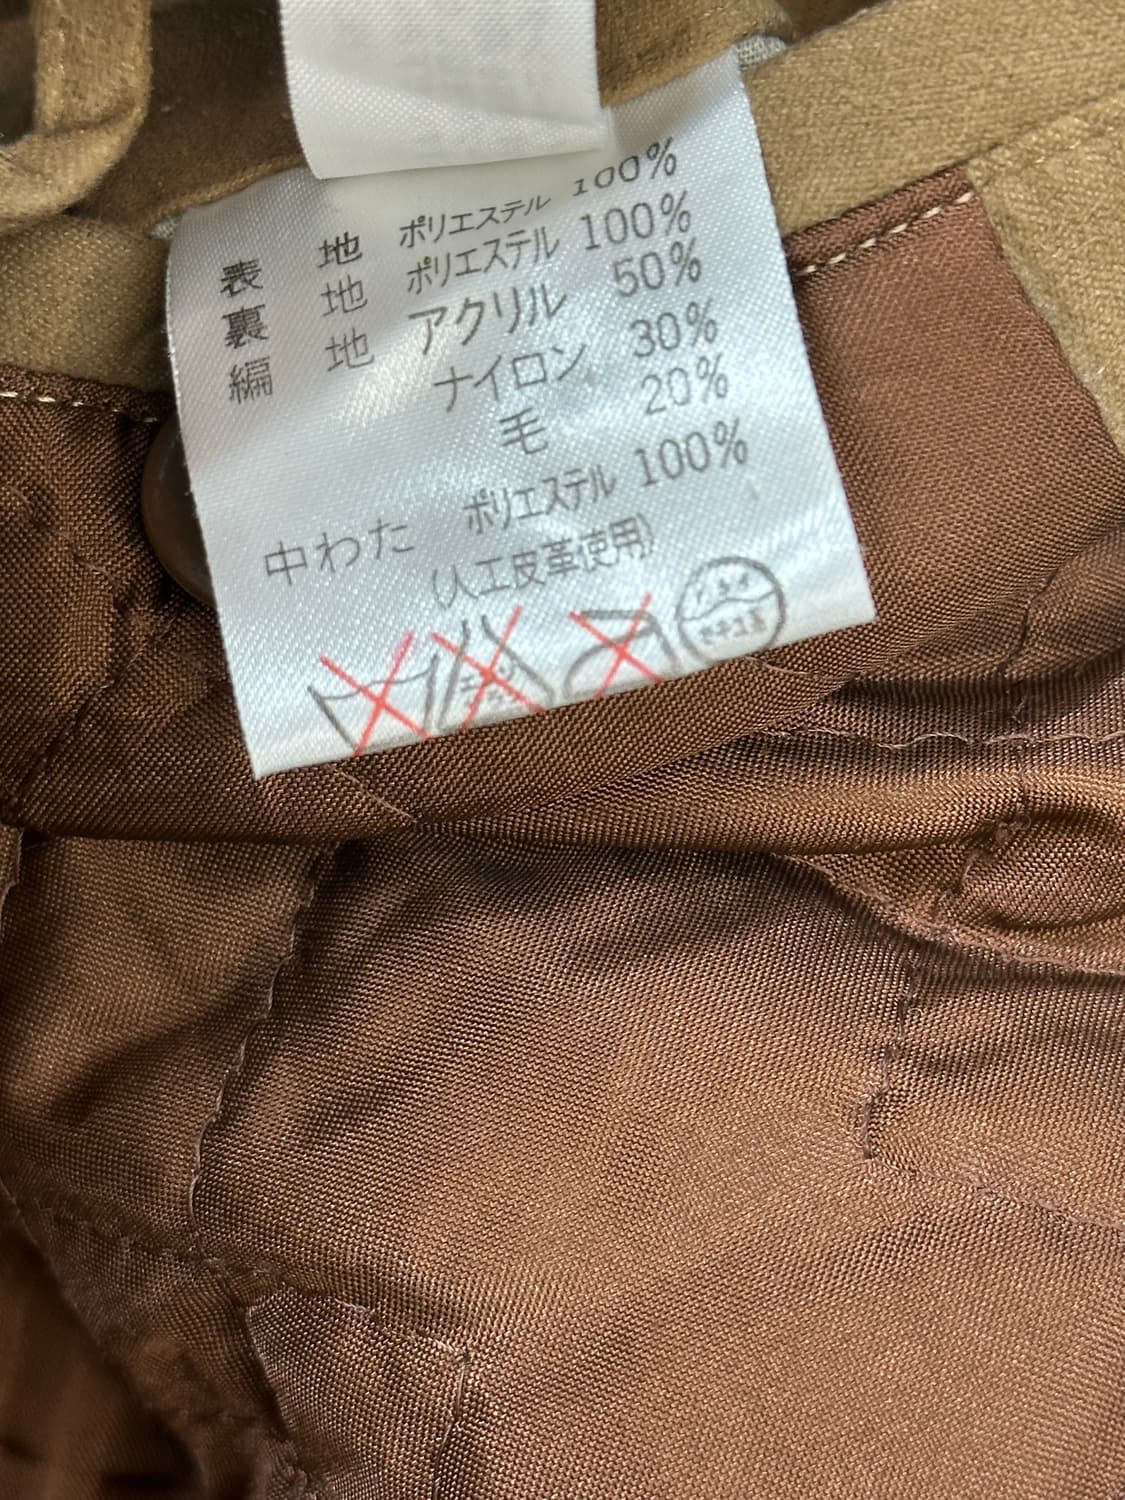 表 地 ポリエステル 100%
裏 地 ポリエステル 100%
編 地 アクリル 50%
ナイロン 30%
毛 20%
中わた ポリエステル 100%
(人工皮革使用)